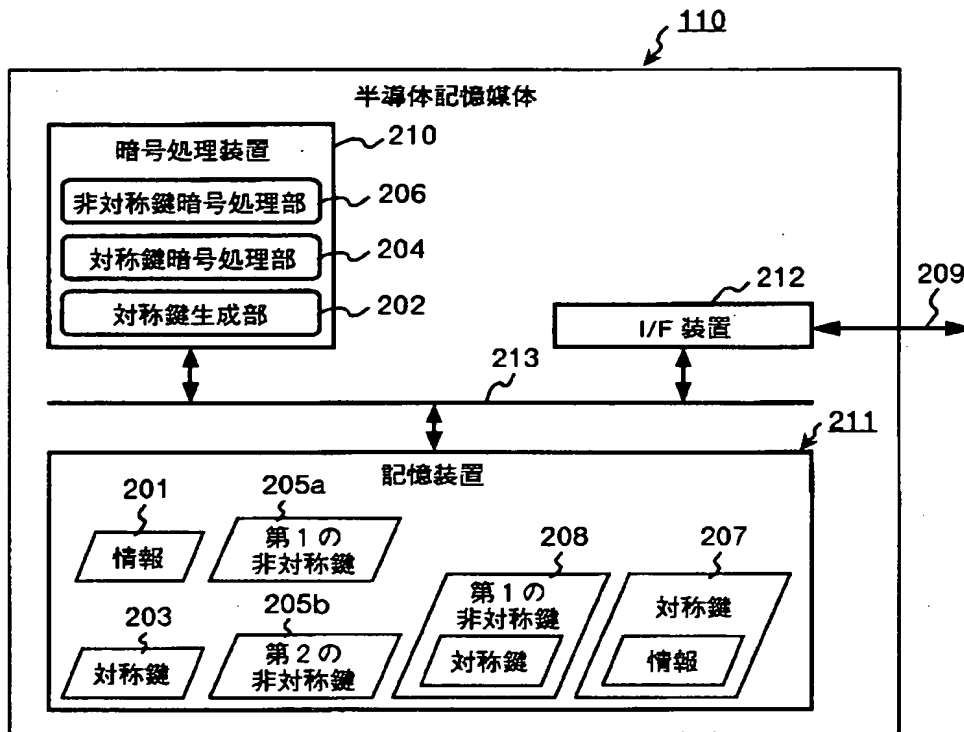 110
半導体記憶媒体
暗号処理装置
210
非対称鍵暗号処理部
206
対称鍵暗号処理部
204
対称鍵生成部
202
212
I/F 装置
209
213
211
記憶装置
201
情報
205a
第1の
非対称鍵
203
対称鍵
205b
第2の
非対称鍵
208
第1の
非対称鍵
対称鍵
207
対称鍵
情報